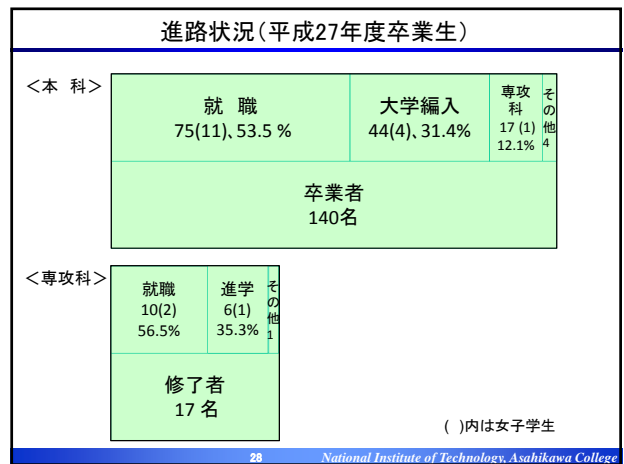 進路状況(平成27年度卒業生)
＜本 科＞
就 職
75(11)、53.5 %
大学編入
44(4)、31.4%
専攻
科
17 (1)
12.1%
その他
4
卒業者
140名
＜専攻科＞
就職
10(2)
56.5%
進学
6(1)
35.3%
その他
1
修了者
17 名
( )内は女子学生
28
National Institute of Technology, Asahikawa College